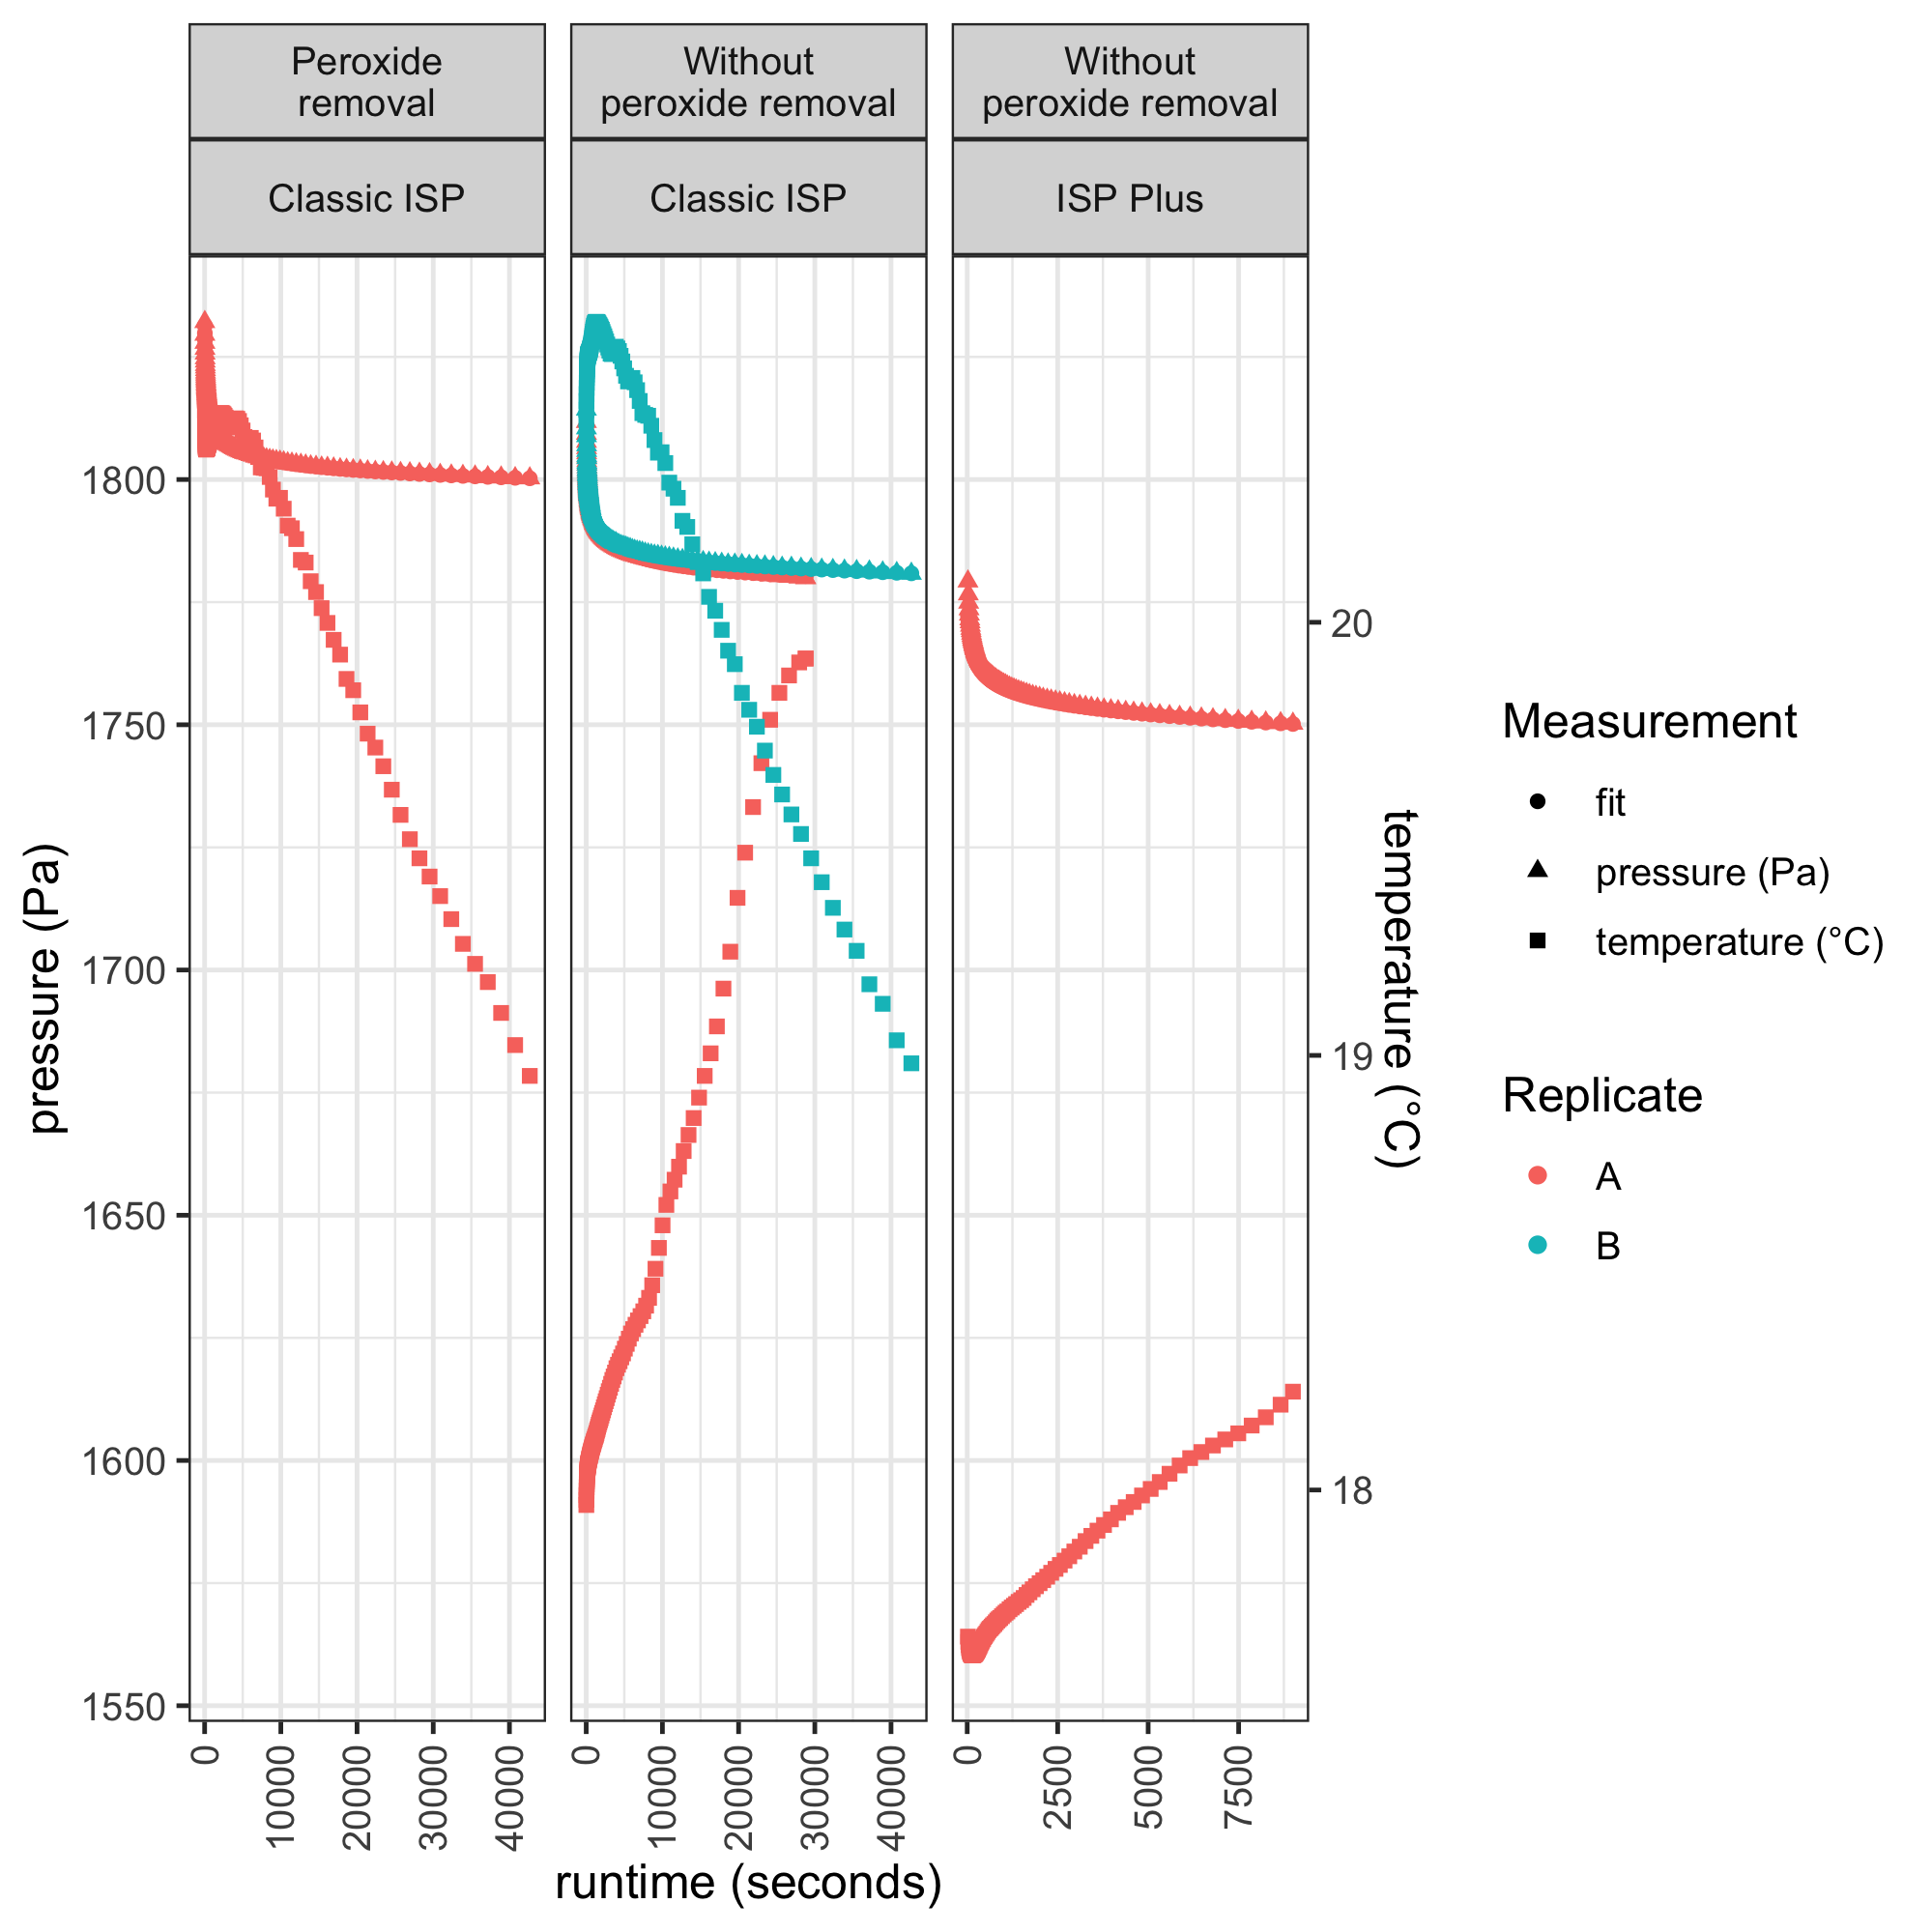 Peroxide
removal
Without
peroxide removal
Without
peroxide removal
Classic ISP
Classic ISP
ISP Plus
pressure (Pa)
1800
1750
1700
1650
1600
1550
0
10000
20000
30000
40000
0
10000
20000
30000
40000
0
2500
5000
7500
runtime (seconds)
20
19
18
temperature (°C)
Measurement
fit
pressure (Pa)
temperature (°C)
Replicate
A
B